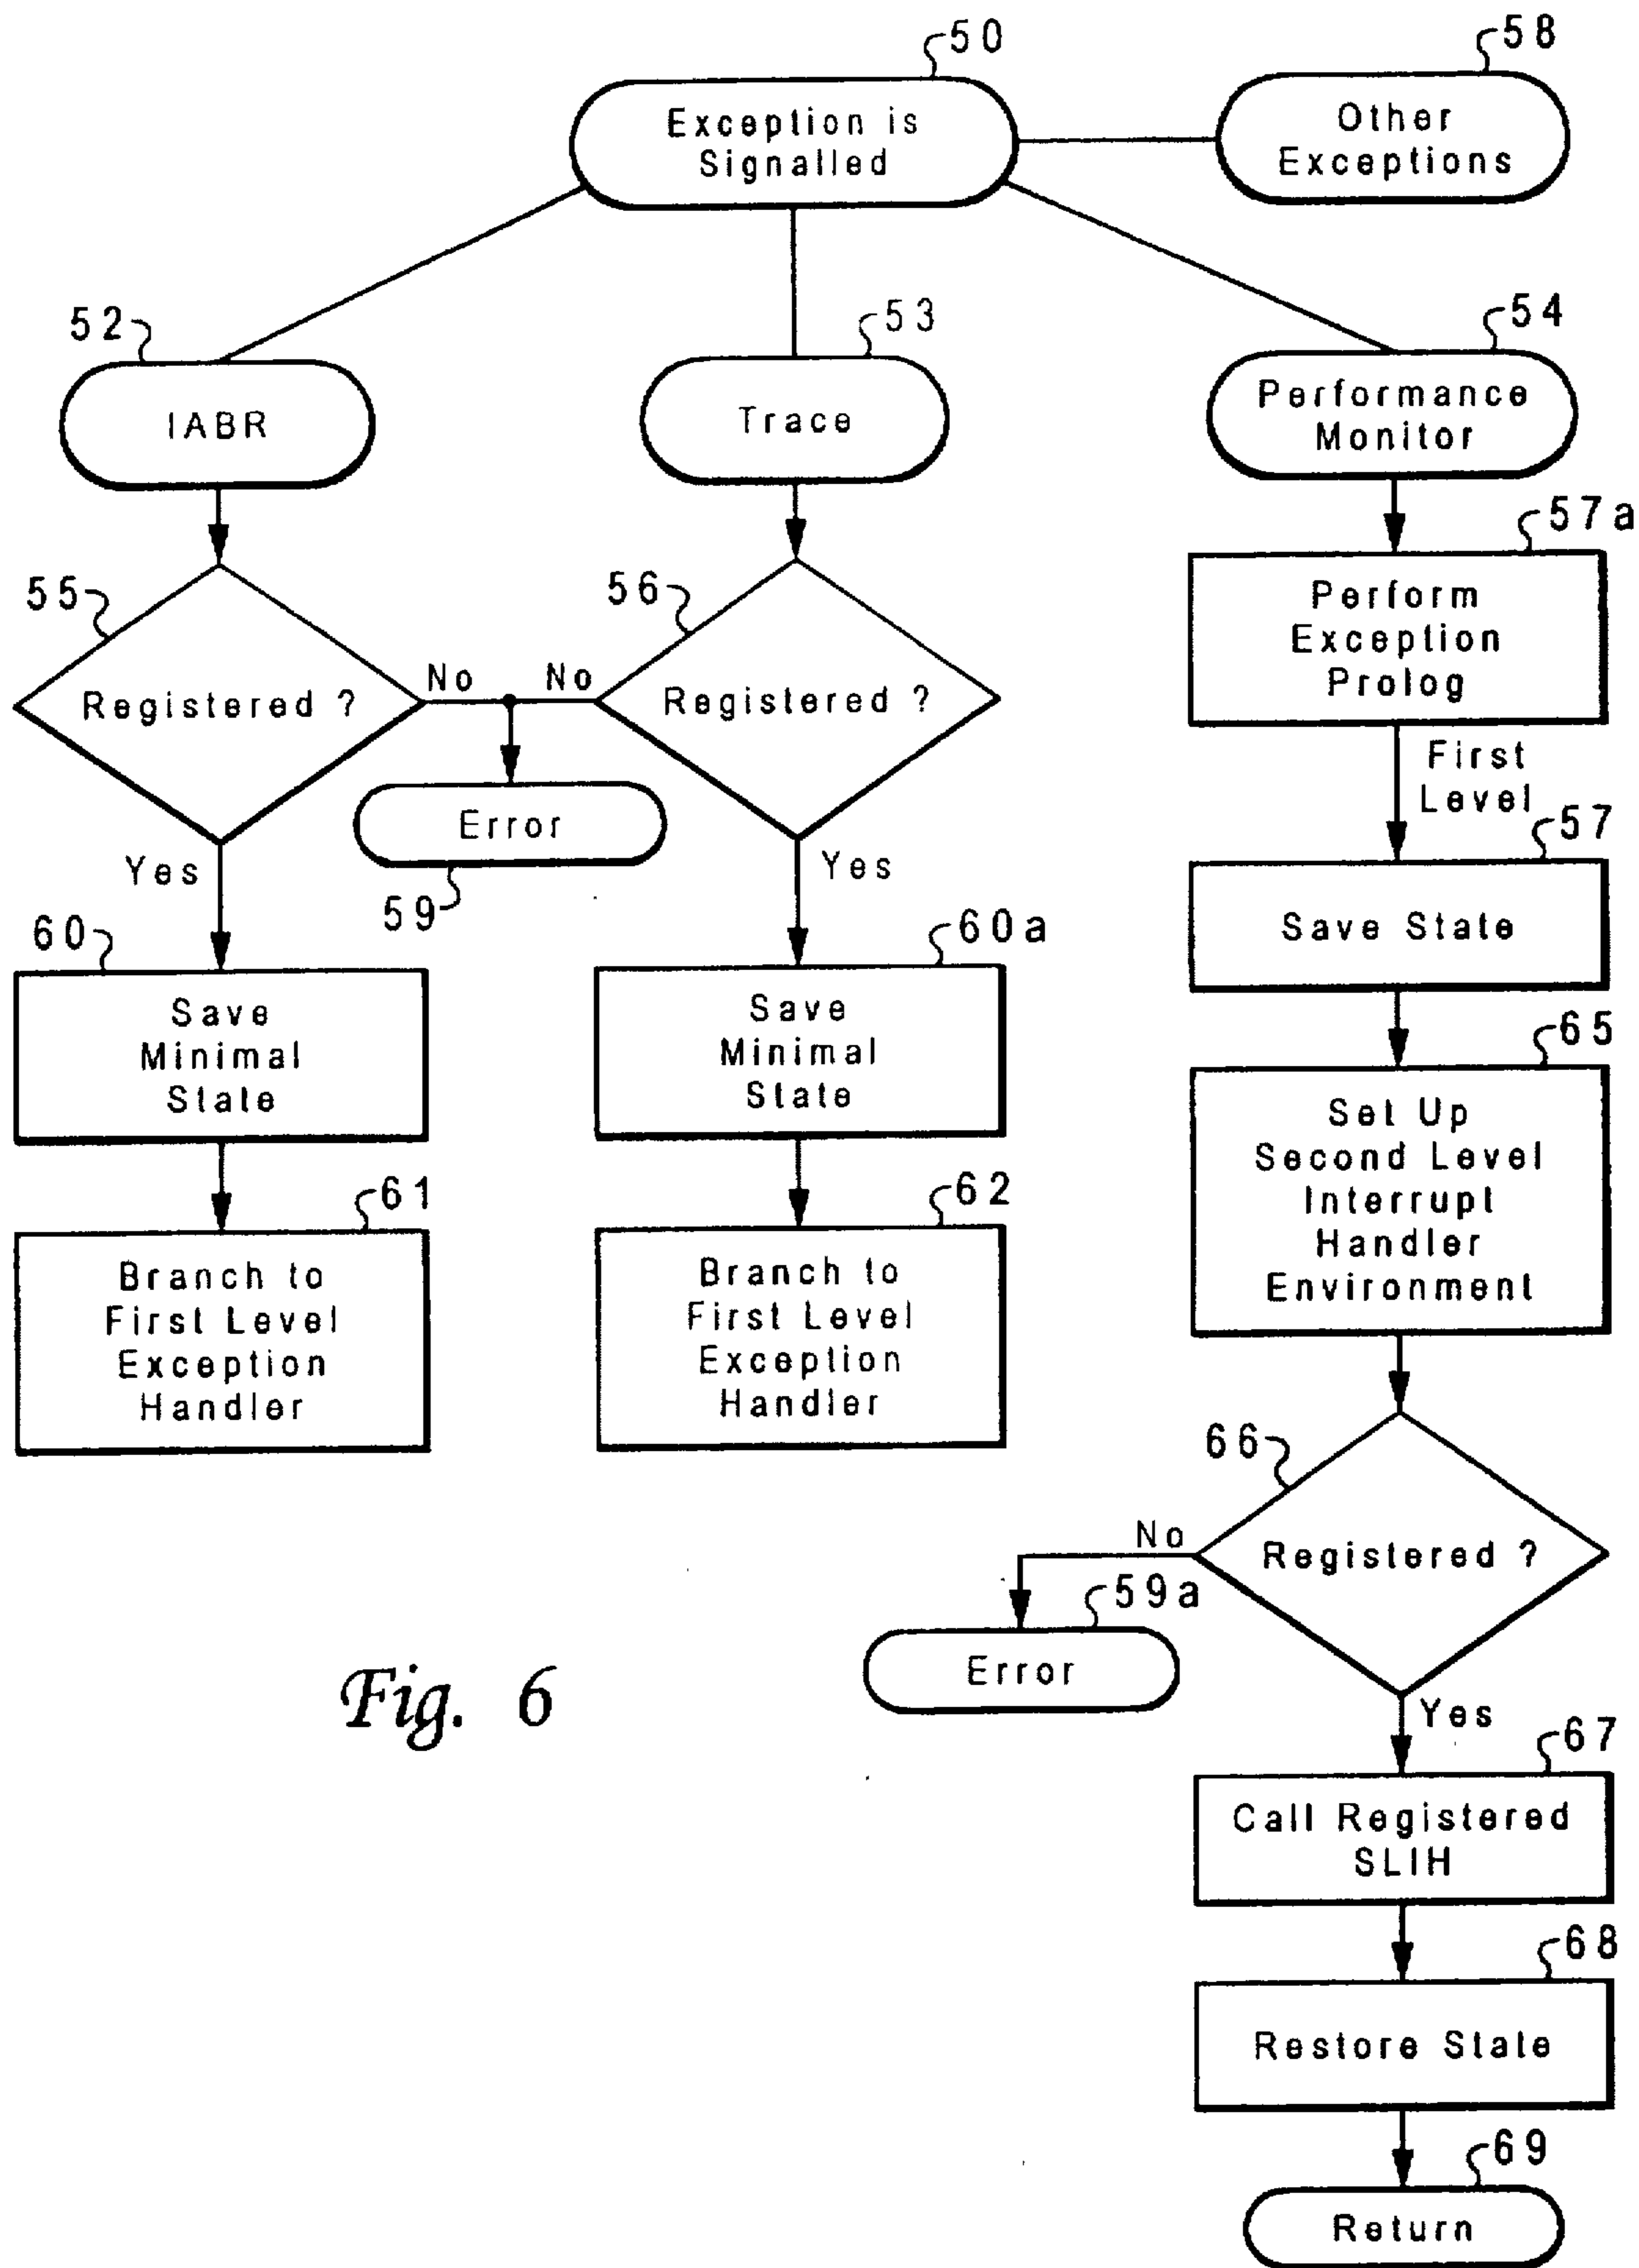 50
Exception is
Signalled
58
Other
Exceptions
52
IABR
53
Trace
54
Performance
Monitor
55
Registered ?
No
Yes
56
No
Registered ?
Yes
Error
59
57a
Perform
Exception
Prolog
First
Level
57
Save State
60
Save
Minimal
State
60a
Save
Minimal
State
65
Set Up
Second Level
Interrupt
Handler
Environment
61
Branch to
First Level
Exception
Handler
62
Branch to
First Level
Exception
Handler
66
Registered ?
No
59a
Error
Yes
67
Call Registered
SLIH
68
Restore State
69
Return
Fig. 6